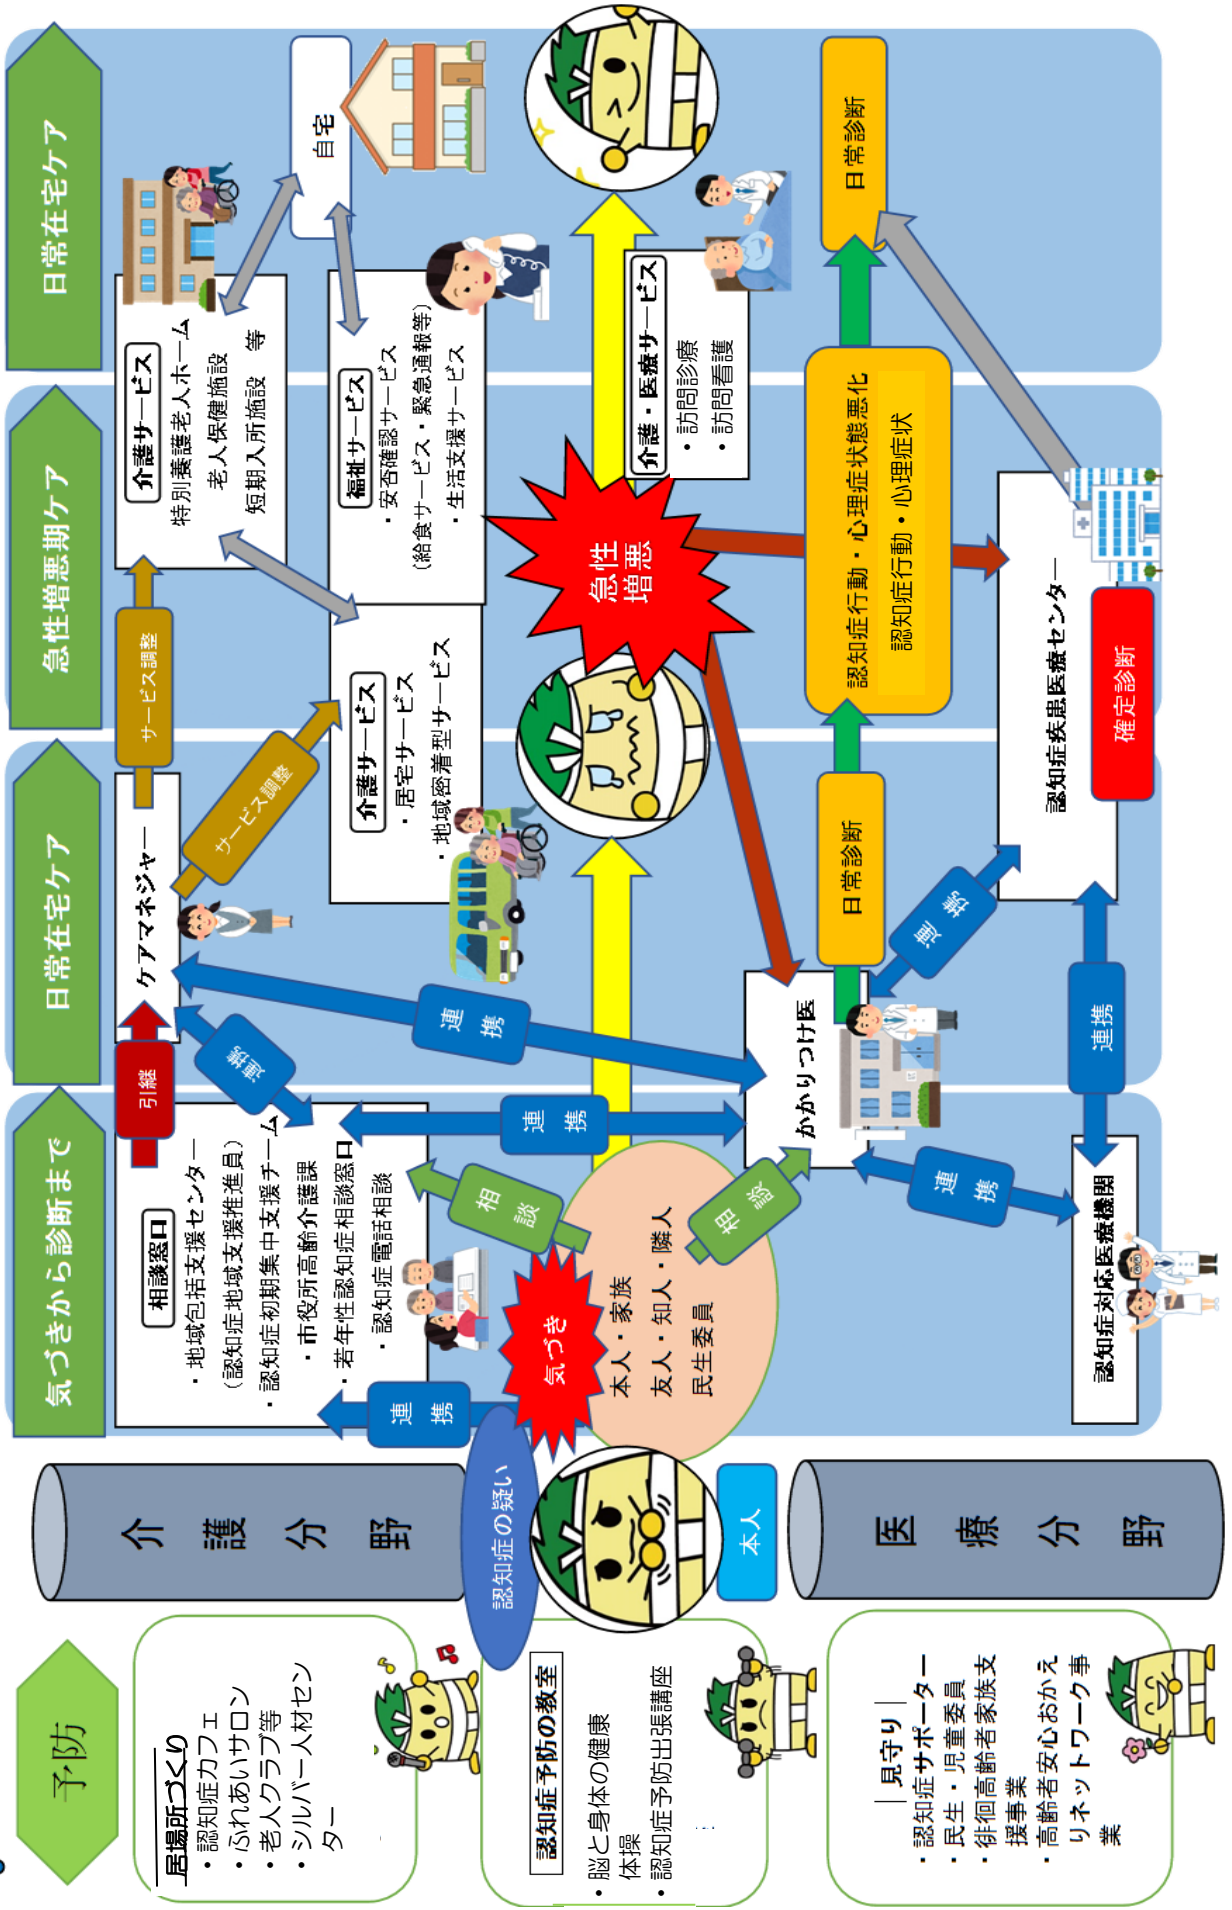 予防
気づきから診断まで
日常在宅ケア
急性増悪期ケア
日常在宅ケア
居場所づくり
・認知症カフェ
・ふれあいサロン
・老人クラブ等
・シルバー人材セン
ター
認知症予防の教室
・脳と身体の健康
体操
・認知症予防出張講座
見守り
・認知症サポーター
・民生・児童委員
・徘徊高齢者家族支
援事業
・高齢者安心おかえ
りネットワーク事
業
介護分野
認知症の疑い
本人
医療分野
相談窓口
・地域包括支援センター
（認知症地域支援推進員）
・認知症初期集中支援チーム
・市役所高齢介護課
・若年性認知症相談窓口
・認知症電話相談
連携
気づき
本人・家族
友人・知人・隣人
民生委員
相談
相談
引継
連携
連携
連携
ケアマネジャー
サービス調整
サービス調整
介護サービス
・居宅サービス
・地域密着型サービス
介護サービス
特別養護老人ホーム
老人保健施設
短期入所施設 等
福祉サービス
・安否確認サービス
（給食サービス・緊急通報等）
・生活支援サービス
自宅
急性
増悪
介護・医療サービス
・訪問診療
・訪問看護
かかりつけ医
日常診断
認知症行動・心理症状態悪化
認知症行動・心理症状
日常診断
連携
連携
連携
認知症対応医療機関
認知症疾患医療センター
確定診断